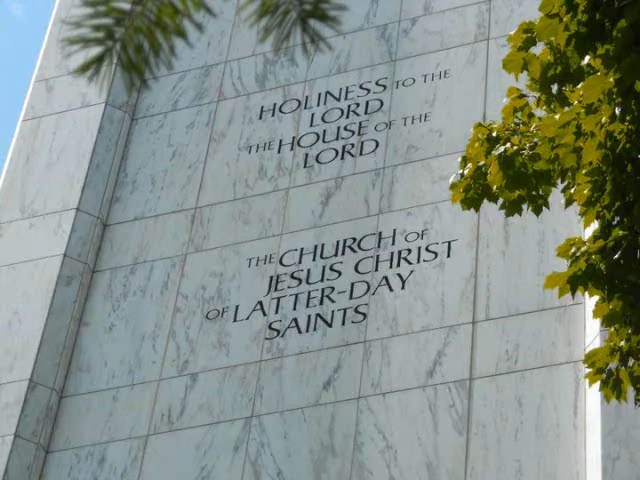 HOLINESS TO THE
LORD
THE HOUSE OF THE
LORD
THE CHURCH OF
JESUS CHRIST
OF LATTER-DAY
SAINTS